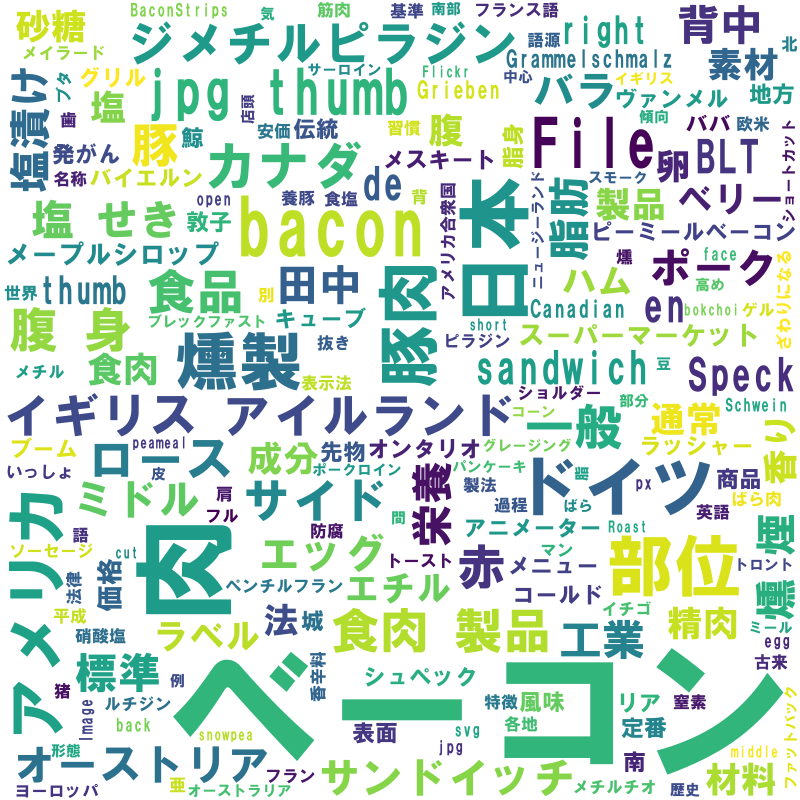 BaconStrips
気
筋肉
基準
南部
フランス語
砂糖
ジメチルピラジン
語源
right
背中
北
メイラード
サーロイン
Flickr
Grammelschmalz
素材
塩漬け
ブタ
グリル
jpg thumb
中心
Grieben
バラ
イギリス
塩
店頭
ヴァンメル
地方
歯
豚
鯨
安価
伝統
習慣
腹
脂身
File
傾向
ババ
欧米
ショートカット
発がん
カナダ
メスキート
卵
BLT
名称
バイエルン
open
養豚
食塩
de
背
アメリカ合衆国
日本
ニュージーランド
脂肪
スモーク
製品
ベリー
塩 せき
敦子
bacon
ピーミールベーコン
メープルシロップ
燻
ポーク
face
高め
ざわりになる
世界
thumb
食品
別
田中
豚肉
ハム
en
bokchoi
ゲル
ブレックファスト
キューブ
short
Canadian
腹 身
燻製
抜き
ピラジン
スーパーマーケット
メチル
食肉
表示法
sandwich
豆
Speck
イギリス アイルランド
ショルダー
部分
Schwein
コーン
一般
通常
香り
ブーム
peameal
ロース
成分
先物
オンタリオ
グレージング
ラッシャー
いっしょ
皮
ポークロイン
パンケーキ
ドイツ
脂
px
商品
アメリカ
ミドル
肩
サイド
栄養
製法
過程
ばら
ばら肉
フル
防腐
間
アニメーター
Roast
英語
燻煙
語
肉
ソーセージ
cut
エッグ
トースト
赤
マン
メニュー
部位
トロント
法律
価格
ベンチルフラン
エチル
コールド
イチゴ
ミール
平成
硝酸塩
ラベル
法
城
食肉 製品
工業
精肉
egg
標準
香辛料
ベーコン
シュペック
古来
猪
例
ルチジン
特徴
風味
リア
窒素
Image
back
snowpea
表面
svg
各地
定番
jpg
形態
middle
ファットバック
オーストリア
フラン
サンドイッチ
南
材料
ヨーロッパ
亜
オーストラリア
メチルチオ
歴史